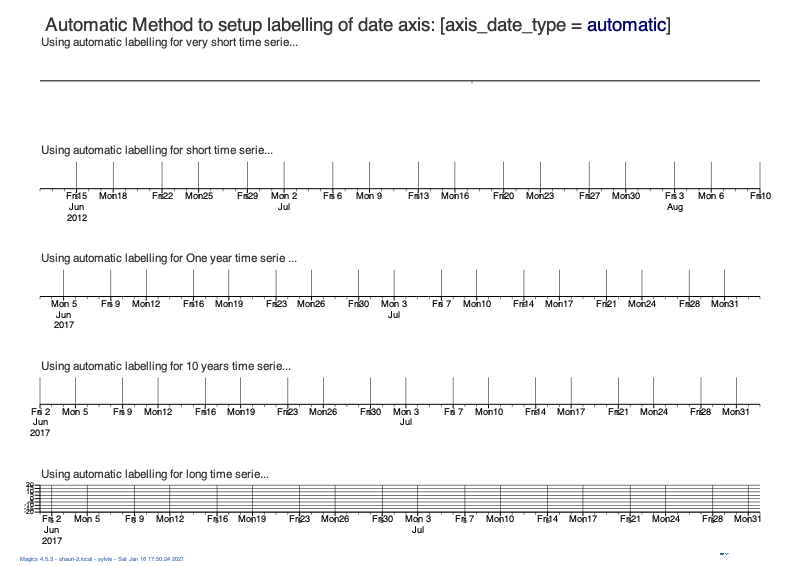 Automatic Method to setup labelling of date axis: [axis_date_type = automatic]
Using automatic labelling for very short time serie...
Using automatic labelling for short time serie...
Fri15 Mon18 Fri22 Mon25 Fri29 Mon 2 Fri 6 Mon 9 Fri13 Mon16 Fri20 Mon23 Fri27 Mon30 Fri 3 Mon 6 Fri10
Jun Jul Aug
2012
Using automatic labelling for One year time serie ...
Mon 5 Fri 9 Mon12 Fri16 Mon19 Fri23 Mon26 Fri30 Mon 3 Fri 7 Mon10 Fri14 Mon17 Fri21 Mon24 Fri28 Mon31
Jun Jul
2017
Using automatic labelling for 10 years time serie...
Fri 2 Mon 5 Fri 9 Mon12 Fri16 Mon19 Fri23 Mon26 Fri30 Mon 3 Fri 7 Mon10 Fri14 Mon17 Fri21 Mon24 Fri28 Mon31
Jun Jul
2017
Using automatic labelling for long time serie...
20
Fri 2 Mon 5 Fri 9 Mon12 Fri16 Mon19 Fri23 Mon26 Fri30 Mon 3 Fri 7 Mon10 Fri14 Mon17 Fri21 Mon24 Fri28 Mon31
Jun Jul
2017
Magics 4.5.3 - shaun-2.local - sylvie - Sat Jan 16 17:50:24 2021